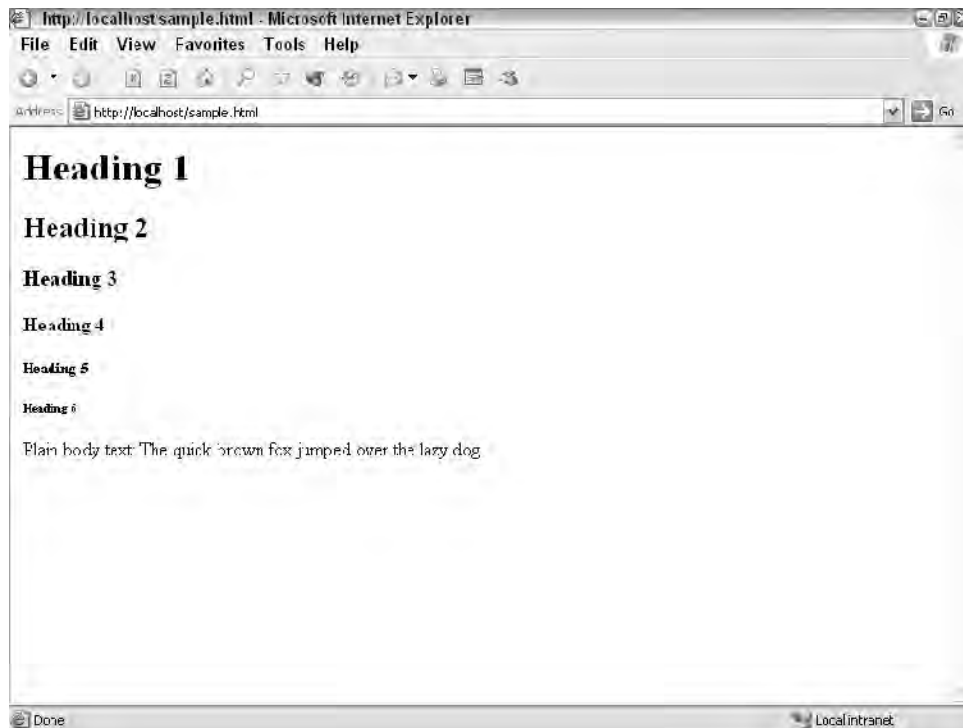 http://localhost/sample.html - Microsoft Internet Explorer
File Edit View Favorites Tools Help
Address http://localhost/sample.html Go
Heading 1
Heading 2
Heading 3
Heading 4
Heading 5
Heading 6
Plain body text: The quick brown fox jumped over the lazy dog.
Done Local intranet